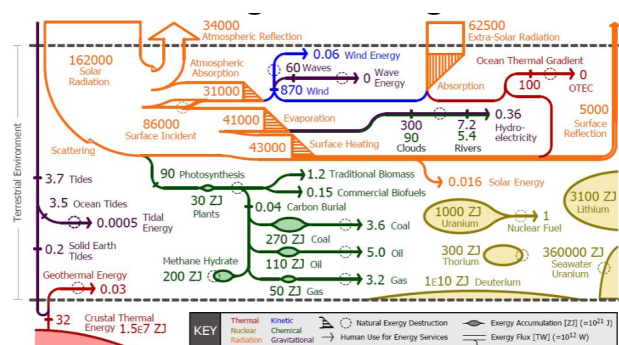 34000
Atmospheric Reflection
62500
Extra-Solar Radiation
162000
Solar
Radiation
Atmospheric
Absorption
31000
0.06 Wind Energy
60 Waves
0 Wave
Energy
870 Wind
Absorption
Ocean Thermal Gradient
0
OTEC
100
5000
Surface
Reflection
86000
Surface Incident
41000
Evaporation
43000
Surface Heating
300
90
Clouds
7.2
5.4
Rivers
0.36
Hydro-
electricity
Scattering
Terrestrial Environment
3.7 Tides
3.5 Ocean Tides
0.0005 Tidal
Energy
0.2 Solid Earth
Tides
Geothermal Energy
0.03
32
Crustal Thermal
Energy 1.5E7 ZJ
90 Photosynthesis
30 ZJ
Plants
1.2 Traditional Biomass
0.15 Commercial Biofuels
0.04 Carbon Burial
270 ZJ Coal
3.6 Coal
110 ZJ Oil
5.0 Oil
50 ZJ Gas
3.2 Gas
Methane Hydrate
200 ZJ
0.016 Solar Energy
1000 ZJ
Uranium
1
Nuclear Fuel
300 ZJ
Thorium
1E10 ZJ Deuterium
3100 ZJ
Lithium
360000 ZJ
Seawater
Uranium
KEY
Thermal Kinetic
Nuclear Chemical
Radiation Gravitational
Natural Exergy Destruction
Human Use for Energy Services
Exergy Accumulation [ZJ] (=10²¹ J)
Exergy Flux [TW] (=10¹² W)